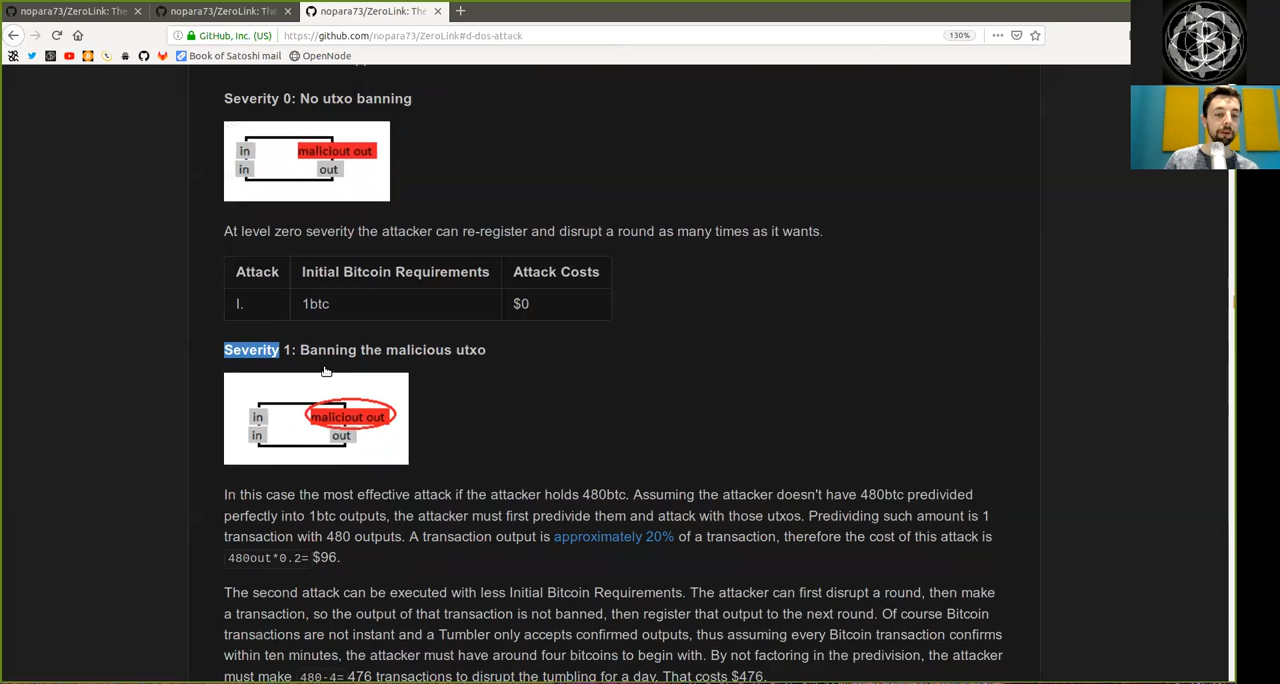 nopara73/ZeroLink: The
nopara73/ZeroLink: The
nopara73/ZeroLink: The
GitHub, Inc. (US)
https://github.com/nopara73/ZeroLink#d-dos-attack
130%
Book of Satoshi mail
OpenNode
Severity 0: No utxo banning
in
maliciout out
in
out
At level zero severity the attacker can re-register and disrupt a round as many times as it wants.
Attack Initial Bitcoin Requirements Attack Costs
I. 1btc $0
Severity 1: Banning the malicious utxo
in
maliciout out
in
out
In this case the most effective attack if the attacker holds 480btc. Assuming the attacker doesn't have 480btc predivided
perfectly into 1btc outputs, the attacker must first predivide them and attack with those utxos. Predividing such amount is 1
transaction with 480 outputs. A transaction output is approximately 20% of a transaction, therefore the cost of this attack is
480out*0.2= $96.
The second attack can be executed with less Initial Bitcoin Requirements. The attacker can first disrupt a round, then make
a transaction, so the output of that transaction is not banned, then register that output to the next round. Of course Bitcoin
transactions are not instant and a Tumbler only accepts confirmed outputs, thus assuming every Bitcoin transaction confirms
within ten minutes, the attacker must have around four bitcoins to begin with. By not factoring in the predivision, the attacker
must make 480-4= 476 transactions to disrupt the tumbling for a day. That costs $476.